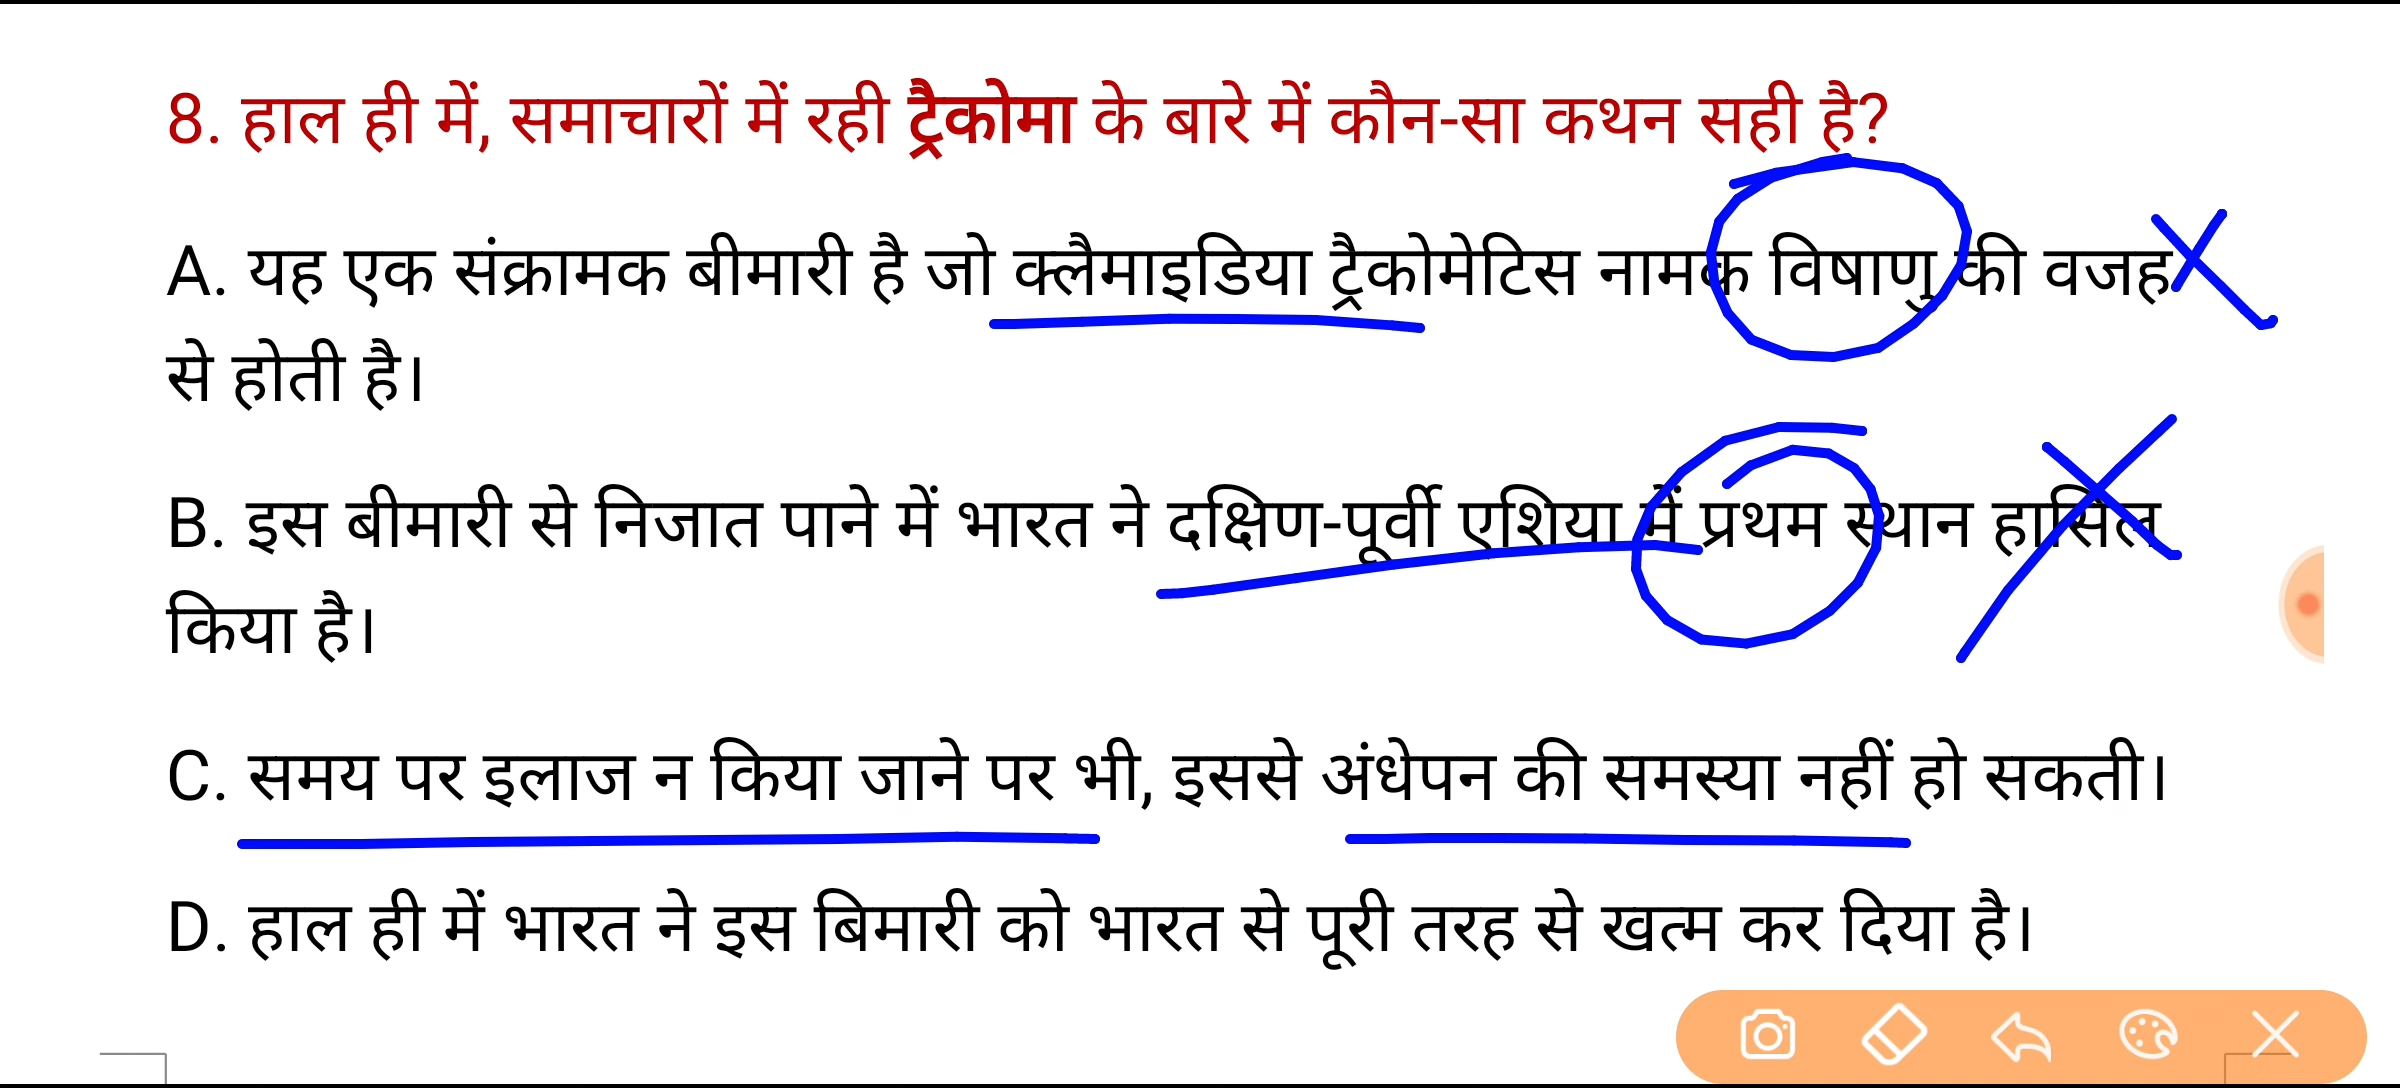 8. हाल ही में, समाचारों में रही ट्रैकोमा के बारे में कौन-सा कथन सही है?
A. यह एक संक्रामक बीमारी है जो क्लैमाइडिया ट्रैकोमेटिस नामक विषाणु की वजह
से होती है।
B. इस बीमारी से निजात पाने में भारत ने दक्षिण-पूर्वी एशिया में प्रथम स्थान हासिल
किया है।
C. समय पर इलाज न किया जाने पर भी, इससे अंधेपन की समस्या नहीं हो सकती।
D. हाल ही में भारत ने इस बिमारी को भारत से पूरी तरह से खत्म कर दिया है।